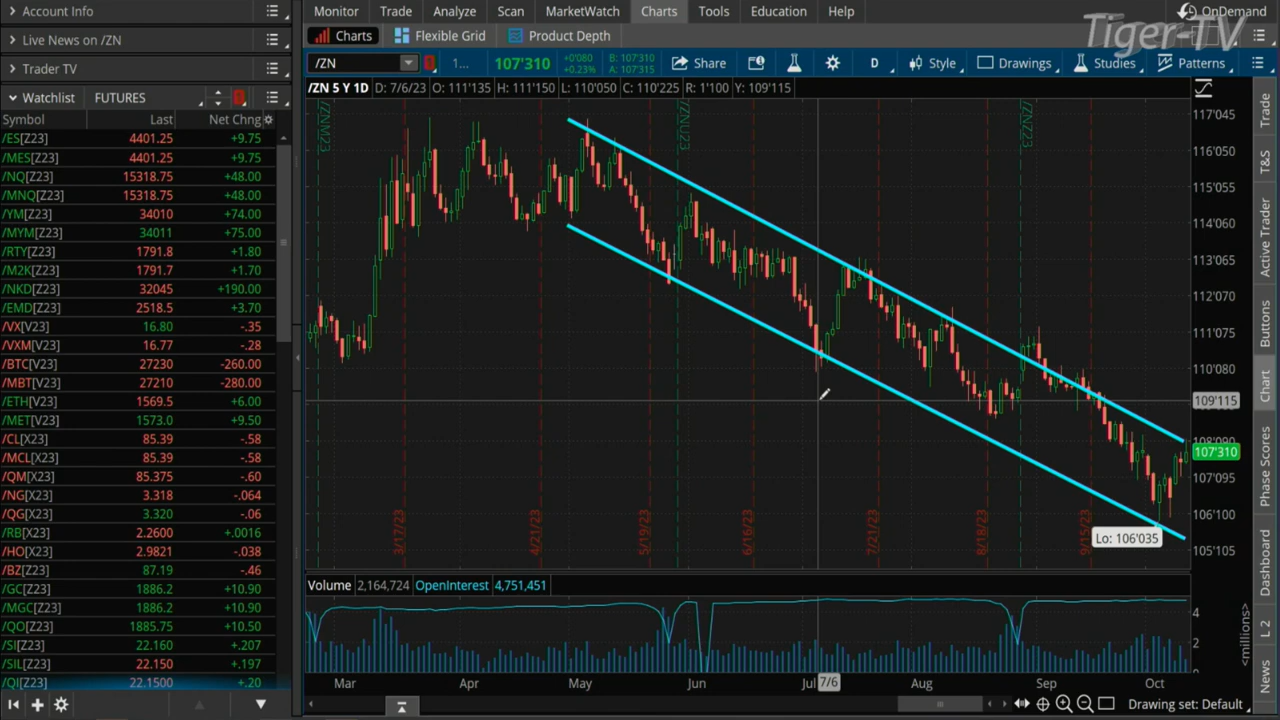 Account Info
Live News on /ZN
Trader TV
Watchlist FUTURES
Symbol Last Net Chng
/ES[Z23] 4401.25 +9.75
/MES[Z23] 4401.25 +9.75
/NQ[Z23] 15318.75 +48.00
/MNQ[Z23] 15318.75 +48.00
/YM[Z23] 34010 +74.00
/MYM[Z23] 34011 +75.00
/RTY[Z23] 1791.8 +1.80
/M2K[Z23] 1791.7 +1.70
/NKD[Z23] 32045 +190.00
/EMD[Z23] 2518.5 +3.70
/VX[V23] 16.80 -.35
/VXM[V23] 16.77 -.28
/BTC[V23] 27230 -260.00
/MBT[V23] 27210 -280.00
/ETH[V23] 1569.5 +6.00
/MET[V23] 1573.0 +9.50
/CL[X23] 85.39 -.58
/MCL[X23] 85.39 -.58
/QM[X23] 85.375 -.60
/NG[X23] 3.318 -.064
/QG[X23] 3.320 -.06
/RB[X23] 2.2600 +.0016
/HO[X23] 2.9821 -.038
/BZ[Z23] 87.19 -.46
/GC[Z23] 1886.2 +10.90
/MGC[Z23] 1886.2 +10.90
/QO[Z23] 1885.75 +10.50
/SI[Z23] 22.160 +.207
/SIL[Z23] 22.150 +.197
/QI[Z23] 22.1500 +.20
Monitor Trade Analyze Scan MarketWatch Charts Tools Education Help
OnDemand
Tiger-TV
Charts Flexible Grid Product Depth
/ZN 1... 107'310 +0'080 +0.23% B: 107'310 A: 107'315 Share D Style Drawings Studies Patterns
/ZN 5 Y 1D D: 7/6/23 O: 111'135 H: 111'150 L: 110'050 C: 110'225 R: 1'100 Y: 109'115
/ZNM23
/ZNU23
/ZNZ23
117'045
116'050
115'055
114'060
113'065
112'070
111'075
110'080
109'115
108'090
107'310
107'095
106'100
105'105
Lo: 106'035
3/17/23
4/21/23
5/19/23
6/16/23
7/21/23
8/18/23
9/15/23
Volume 2,164,724 OpenInterest 4,751,451
4
2
0
<millions>
Mar Apr May Jun Jul 7/6 Aug Sep Oct
Drawing set: Default
Trade
T&S
Active Trader
Buttons
Chart
Phase Scores
Dashboard
L 2
News